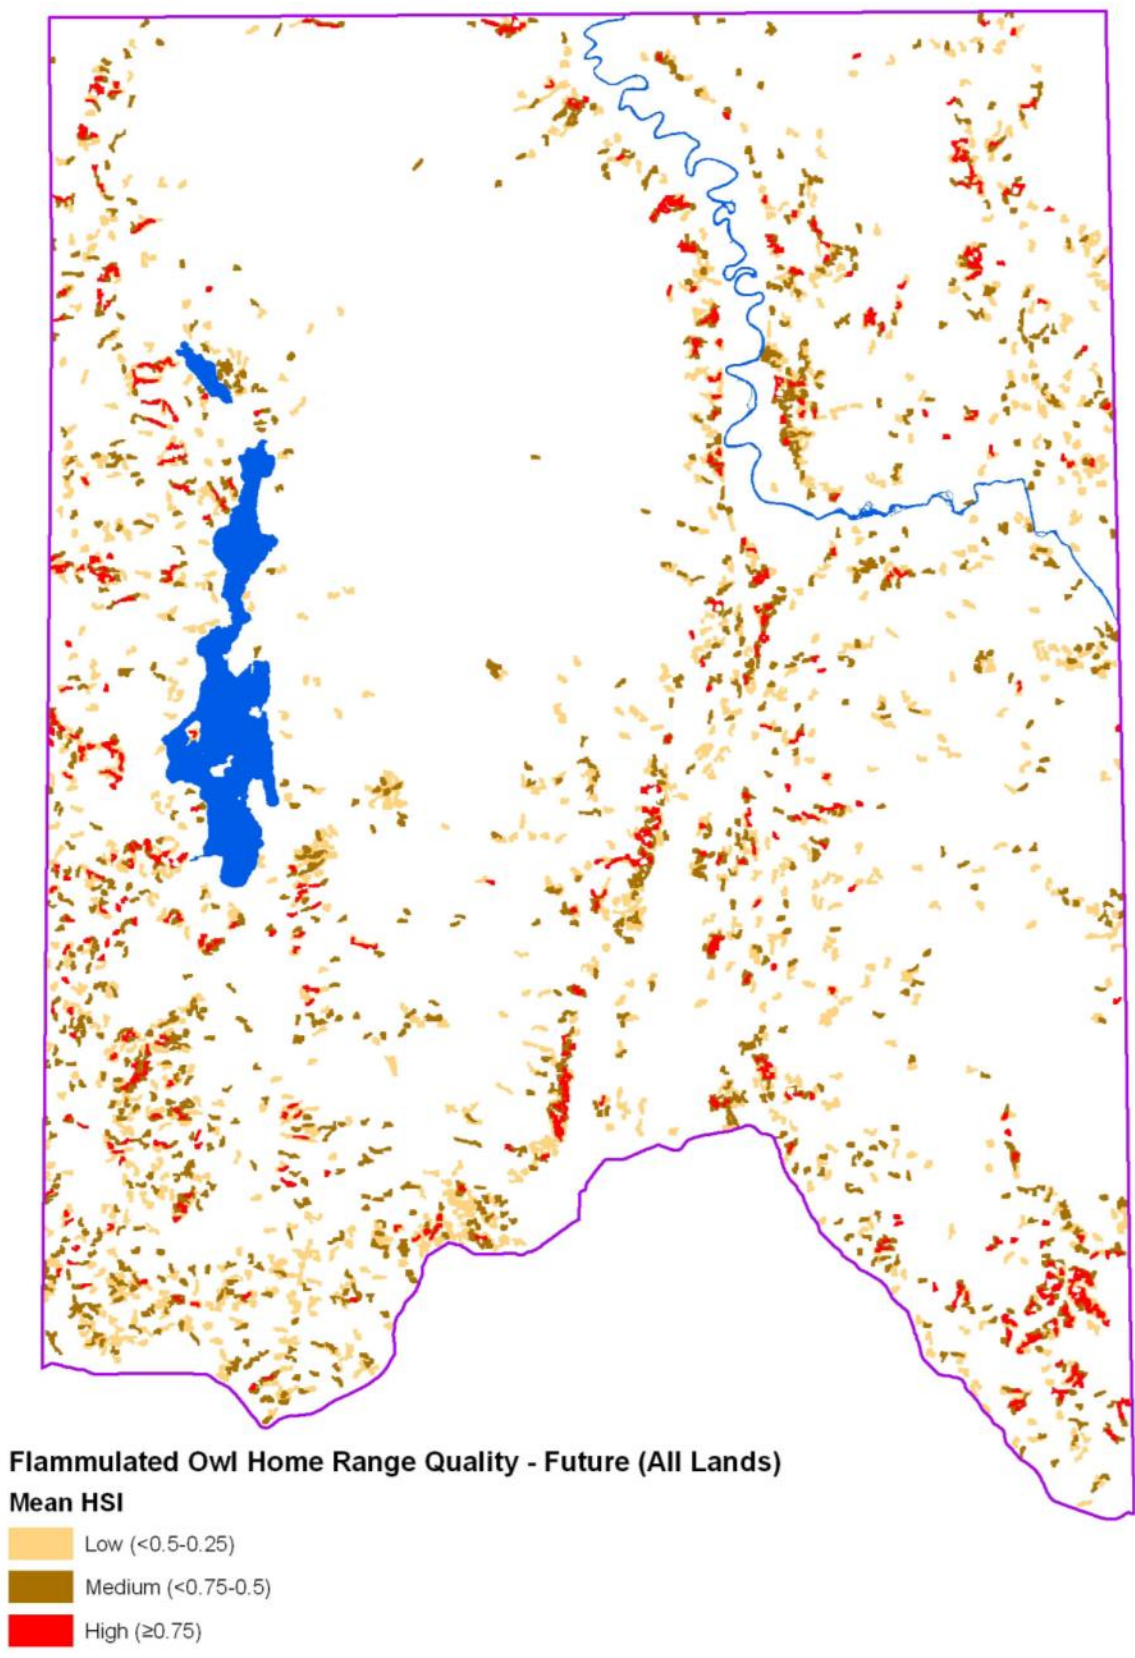 Flammulated Owl Home Range Quality - Future (All Lands)
Mean HSI
Low (<0.5-0.25)
Medium (<0.75-0.5)
High (≥0.75)